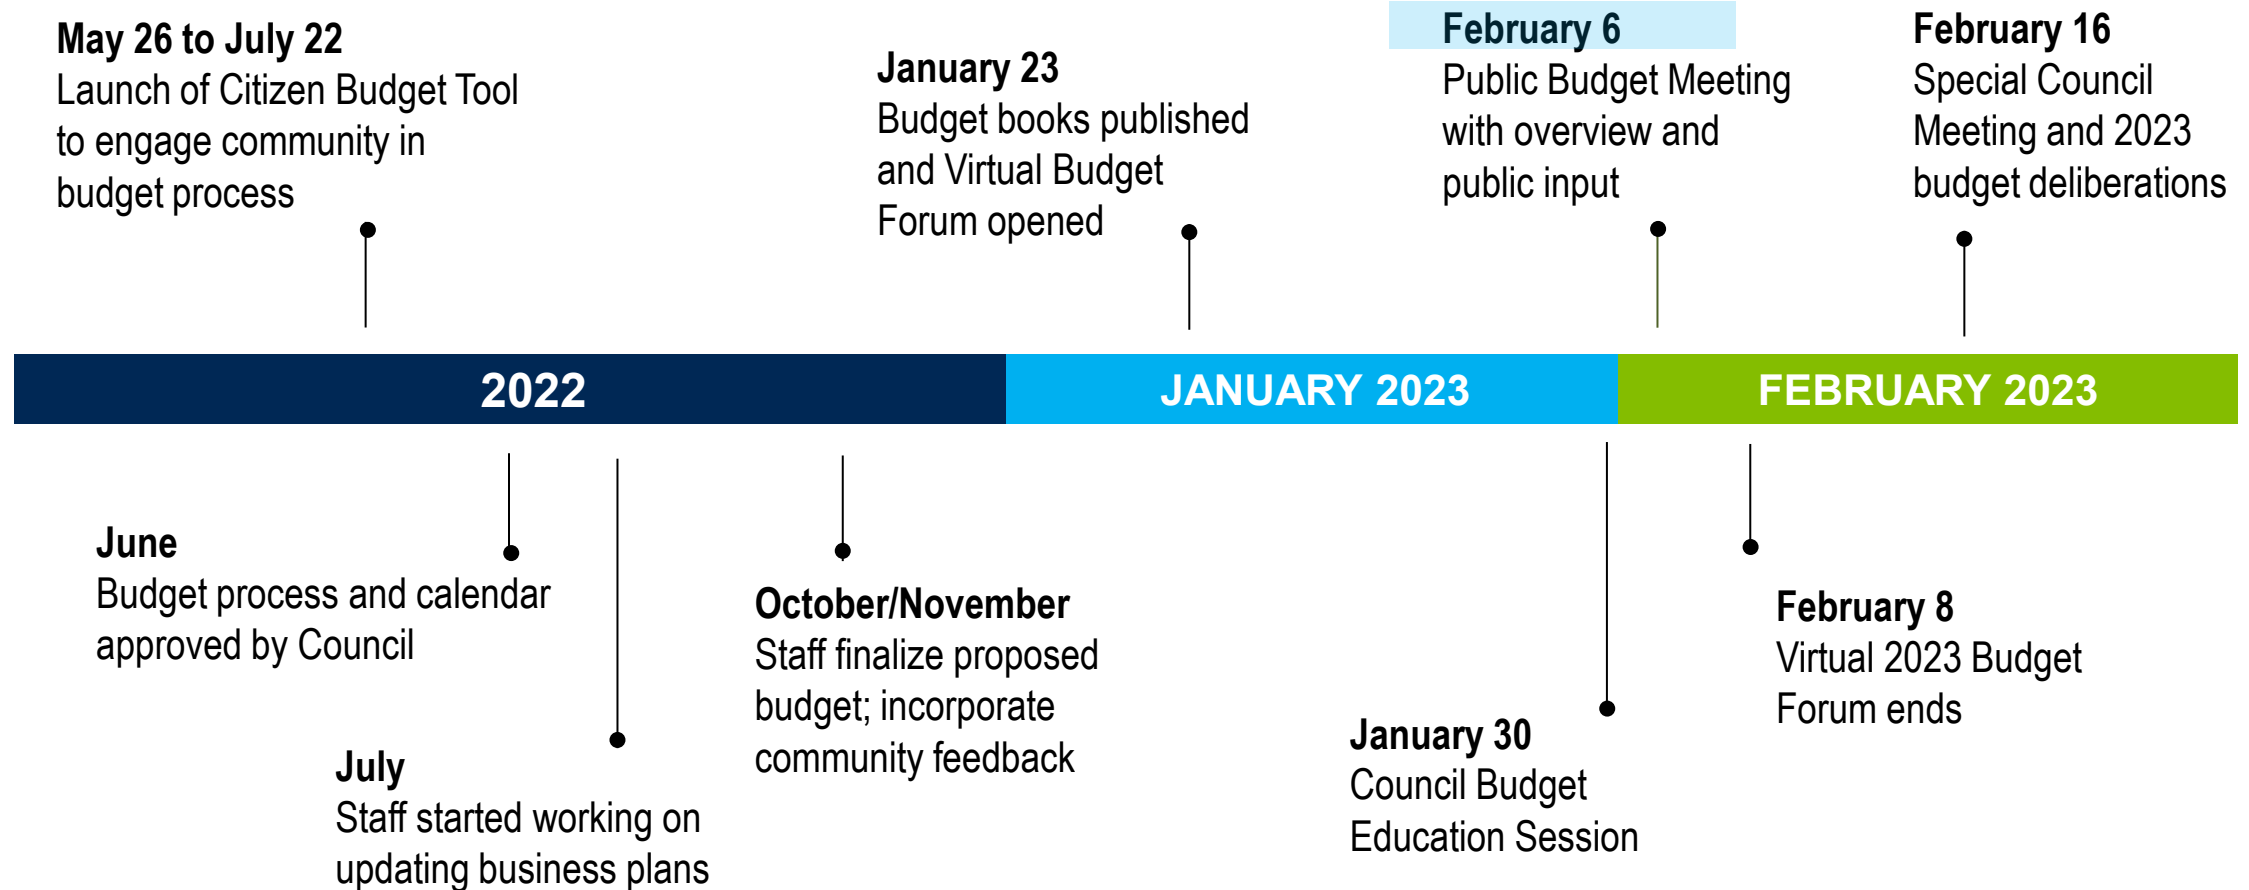 May 26 to July 22
Launch of Citizen Budget Tool
to engage community in
budget process
January 23
Budget books published
and Virtual Budget
Forum opened
February 6
Public Budget Meeting
with overview and
public input
February 16
Special Council
Meeting and 2023
budget deliberations
2022
JANUARY 2023
FEBRUARY 2023
June
Budget process and calendar
approved by Council
July
Staff started working on
updating business plans
October/November
Staff finalize proposed
budget; incorporate
community feedback
January 30
Council Budget
Education Session
February 8
Virtual 2023 Budget
Forum ends